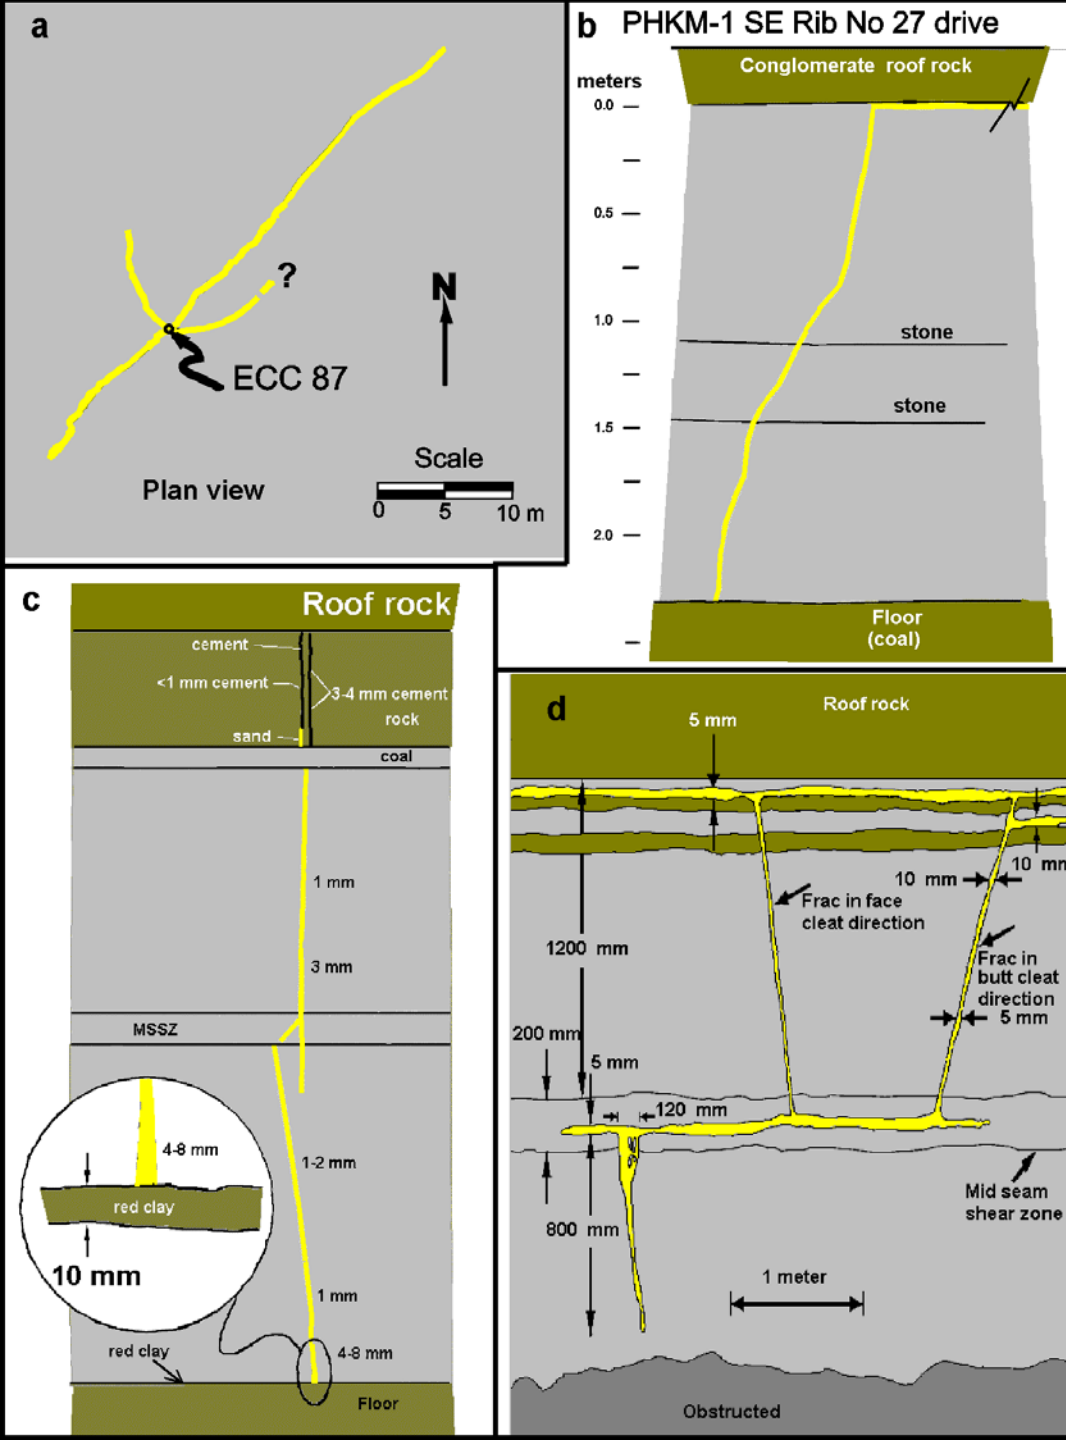 a
?
N
ECC 87
Plan view
Scale
0 5 10 m
b PHKM-1 SE Rib No 27 drive
Conglomerate roof rock
meters
0.0
0.5
1.0
stone
stone
1.5
2.0
Floor
(coal)
c
Roof rock
cement
<1 mm cement
3-4 mm cement
rock
sand
coal
1 mm
3 mm
MSSZ
4-8 mm
1-2 mm
red clay
10 mm
1 mm
red clay
4-8 mm
Floor
d
Roof rock
5 mm
10 mm
10 mm
Frac in face
cleat direction
1200 mm
Frac in
butt cleat
direction
5 mm
200 mm
5 mm
120 mm
Mid seam
shear zone
800 mm
1 meter
Obstructed